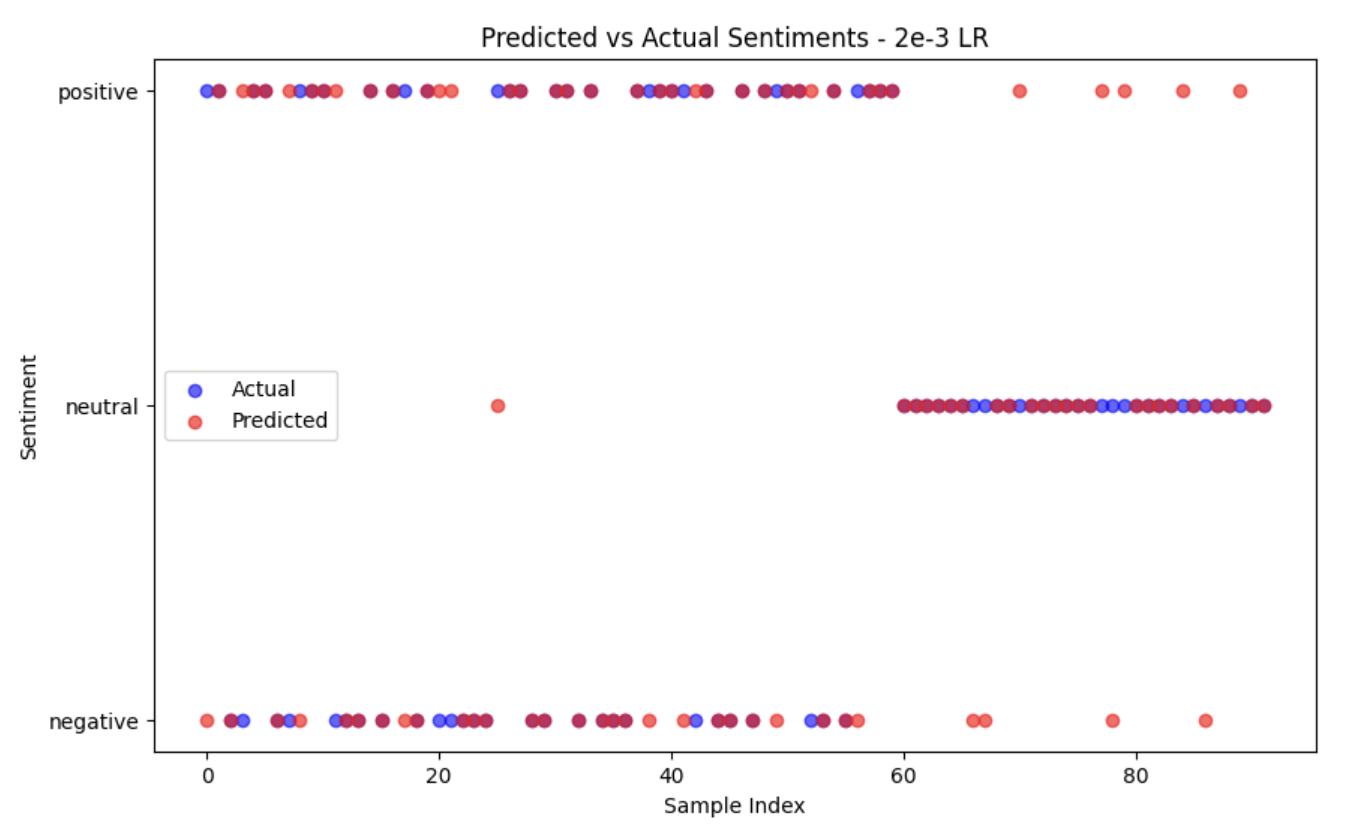 Predicted vs Actual Sentiments - 2e-3 LR
positive
neutral
negative
Sentiment
Actual
Predicted
0 20 40 60 80
Sample Index